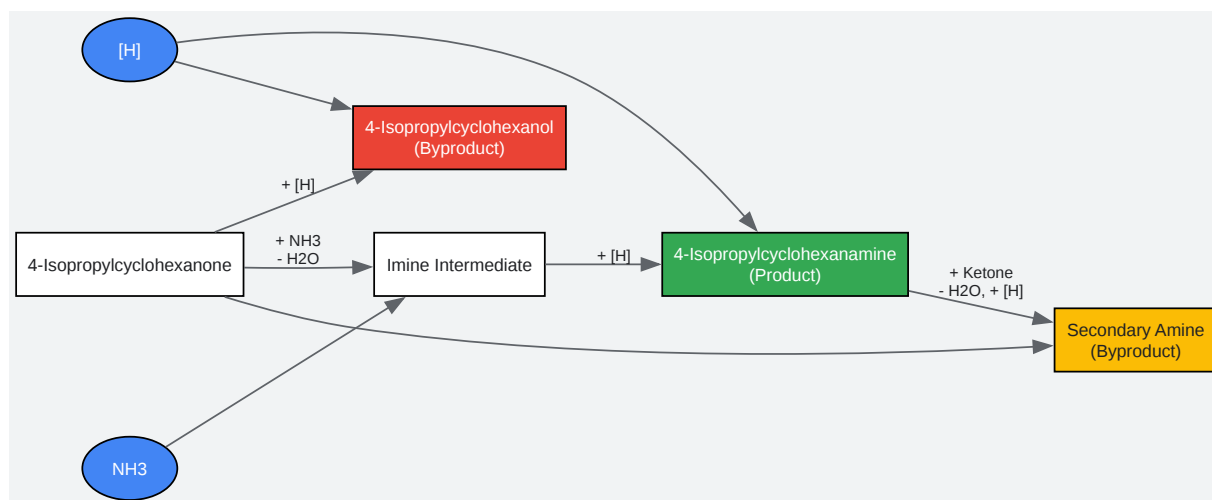 [H]
4-Isopropylcyclohexanol
(Byproduct)
+ [H]
4-Isopropylcyclohexanone
+ NH3
- H2O
Imine Intermediate
+ [H]
4-Isopropylcyclohexanamine
(Product)
+ Ketone
- H2O, + [H]
Secondary Amine
(Byproduct)
NH3